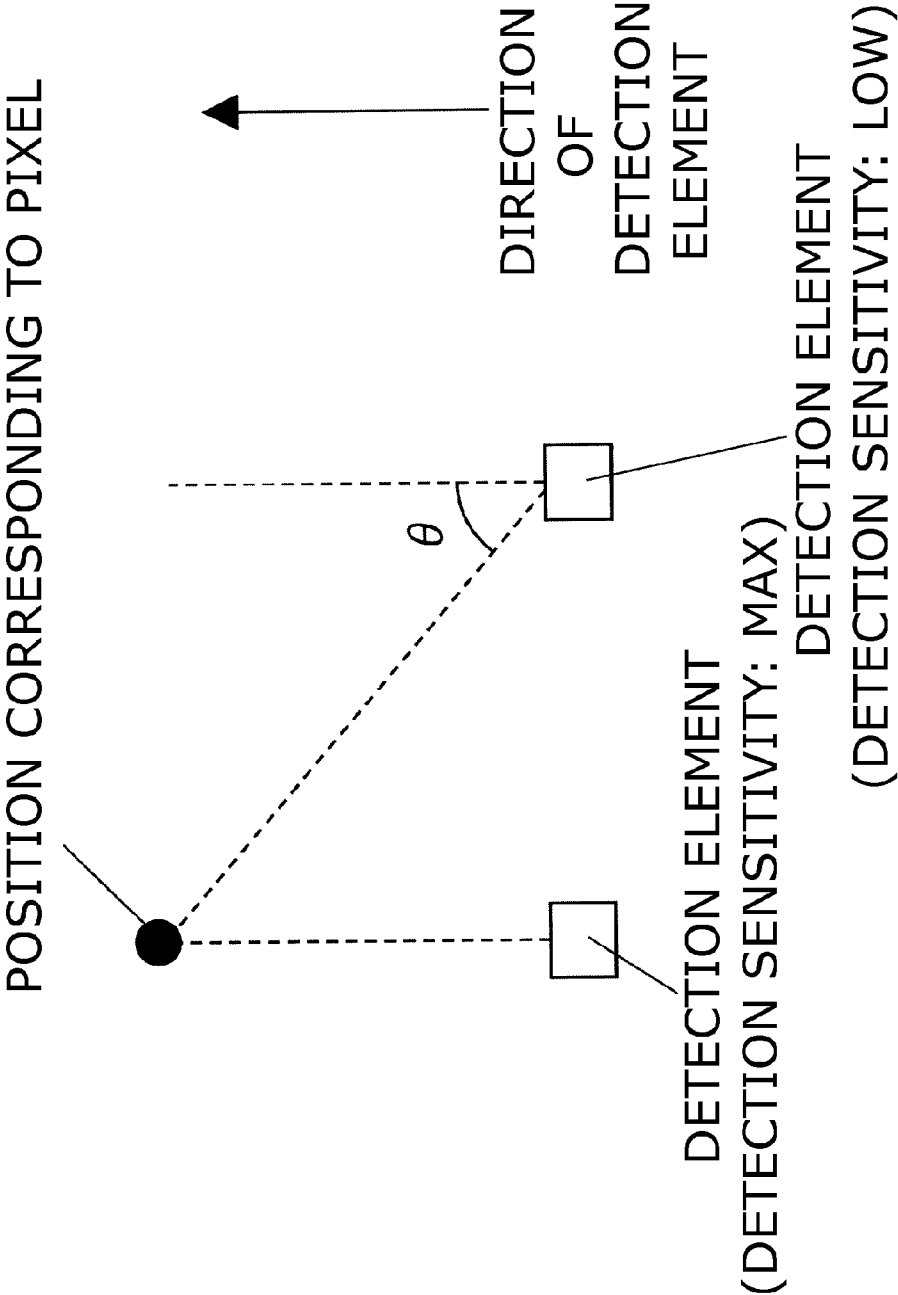 POSITION CORRESPONDING TO PIXEL
θ
DIRECTION
OF
DETECTION
ELEMENT
DETECTION ELEMENT
(DETECTION SENSITIVITY: MAX)
DETECTION ELEMENT
(DETECTION SENSITIVITY: LOW)